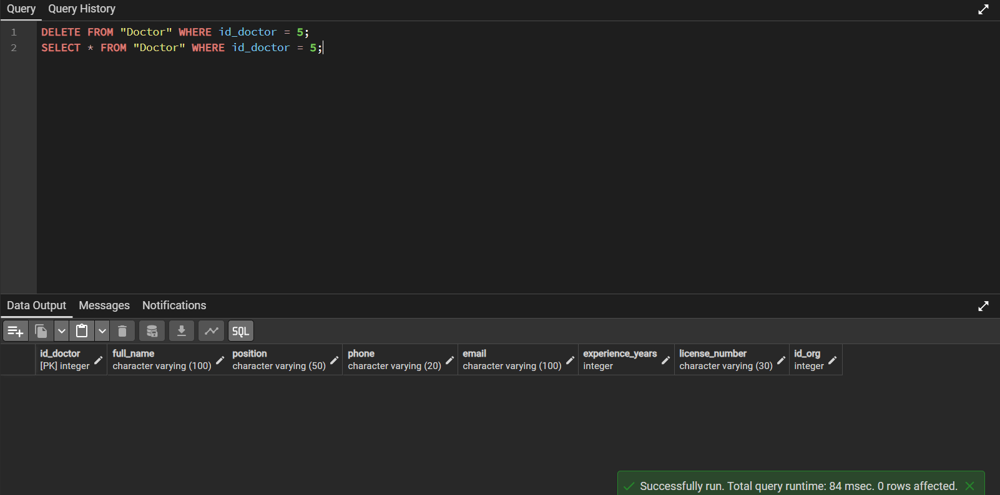 Query Query History
1 DELETE FROM "Doctor" WHERE id_doctor = 5;
2 SELECT * FROM "Doctor" WHERE id_doctor = 5;
Data Output Messages Notifications
SQL
id_doctor full_name position phone email experience_years license_number id_org
[PK] integer character varying (100) character varying (50) character varying (20) character varying (100) integer character varying (30) integer
Successfully run. Total query runtime: 84 msec. 0 rows affected.